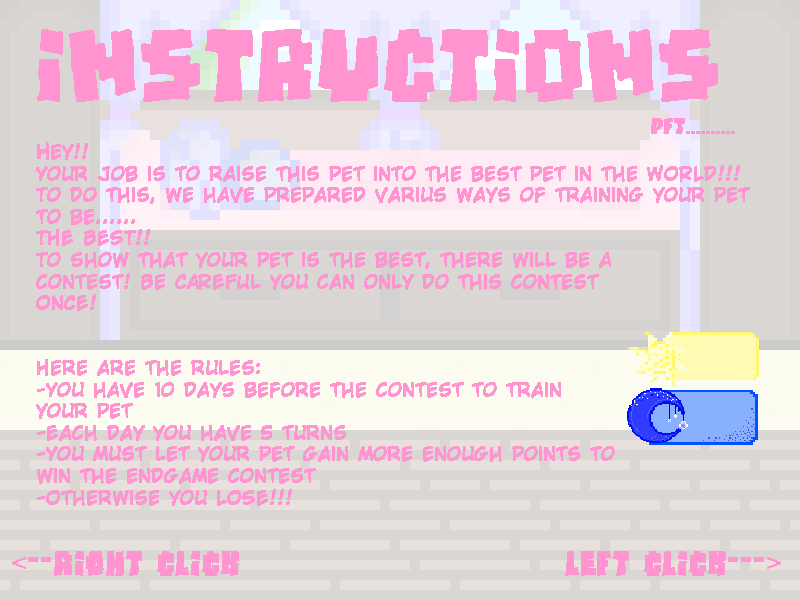 INSTRUCTIONS
PFT..........
HEY!!
YOUR JOB IS TO RAISE THIS PET INTO THE BEST PET IN THE WORLD!!!
TO DO THIS, WE HAVE PREPARED VARIUS WAYS OF TRAINING YOUR PET
TO BE......
THE BEST!!
TO SHOW THAT YOUR PET IS THE BEST, THERE WILL BE A
CONTEST! BE CAREFUL YOU CAN ONLY DO THIS CONTEST
ONCE!
HERE ARE THE RULES:
-YOU HAVE 10 DAYS BEFORE THE CONTEST TO TRAIN
YOUR PET
-EACH DAY YOU HAVE 5 TURNS
-YOU MUST LET YOUR PET GAIN MORE ENOUGH POINTS TO
WIN THE ENDGAME CONTEST
-OTHERWISE YOU LOSE!!!
<--RIGHT CLICK
LEFT CLICK--->